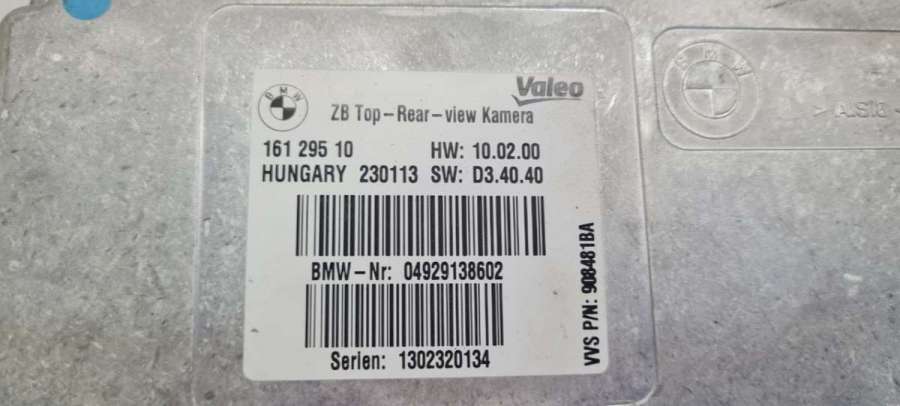 BMW
Valeo
ZB Top-Rear-view Kamera
161 295 10 HW: 10.02.00
HUNGARY 230113 SW: D3.40.40
BMW-Nr: 04929138602
Serien: 1302320134
VVS P/N: 908481BA
BMW